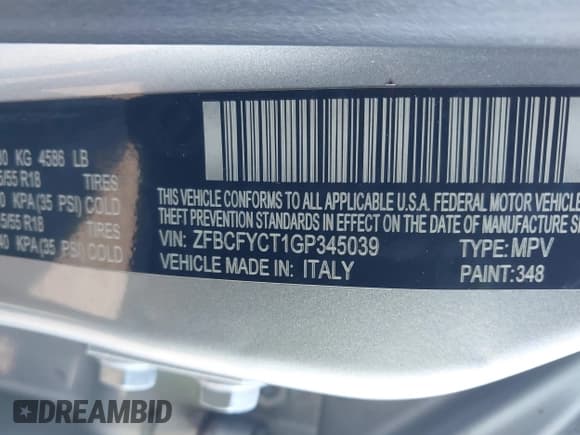 KG 4586 LB
/55 R18 TIRES
KPA(35 PSI) COLD
5/55 R18 TIRES
40 KPA(35 PSI) COLD
THIS VEHICLE CONFORMS TO ALL APPLICABLE U.S.A. FEDERAL MOTOR VEHICLE
THEFT PREVENTION STANDARDS IN EFFECT ON THE DATE OF MANUFACTURE
VIN: ZFBCFYCT1GP345039 TYPE: MPV
VEHICLE MADE IN: ITALY PAINT:348
DREAMBID